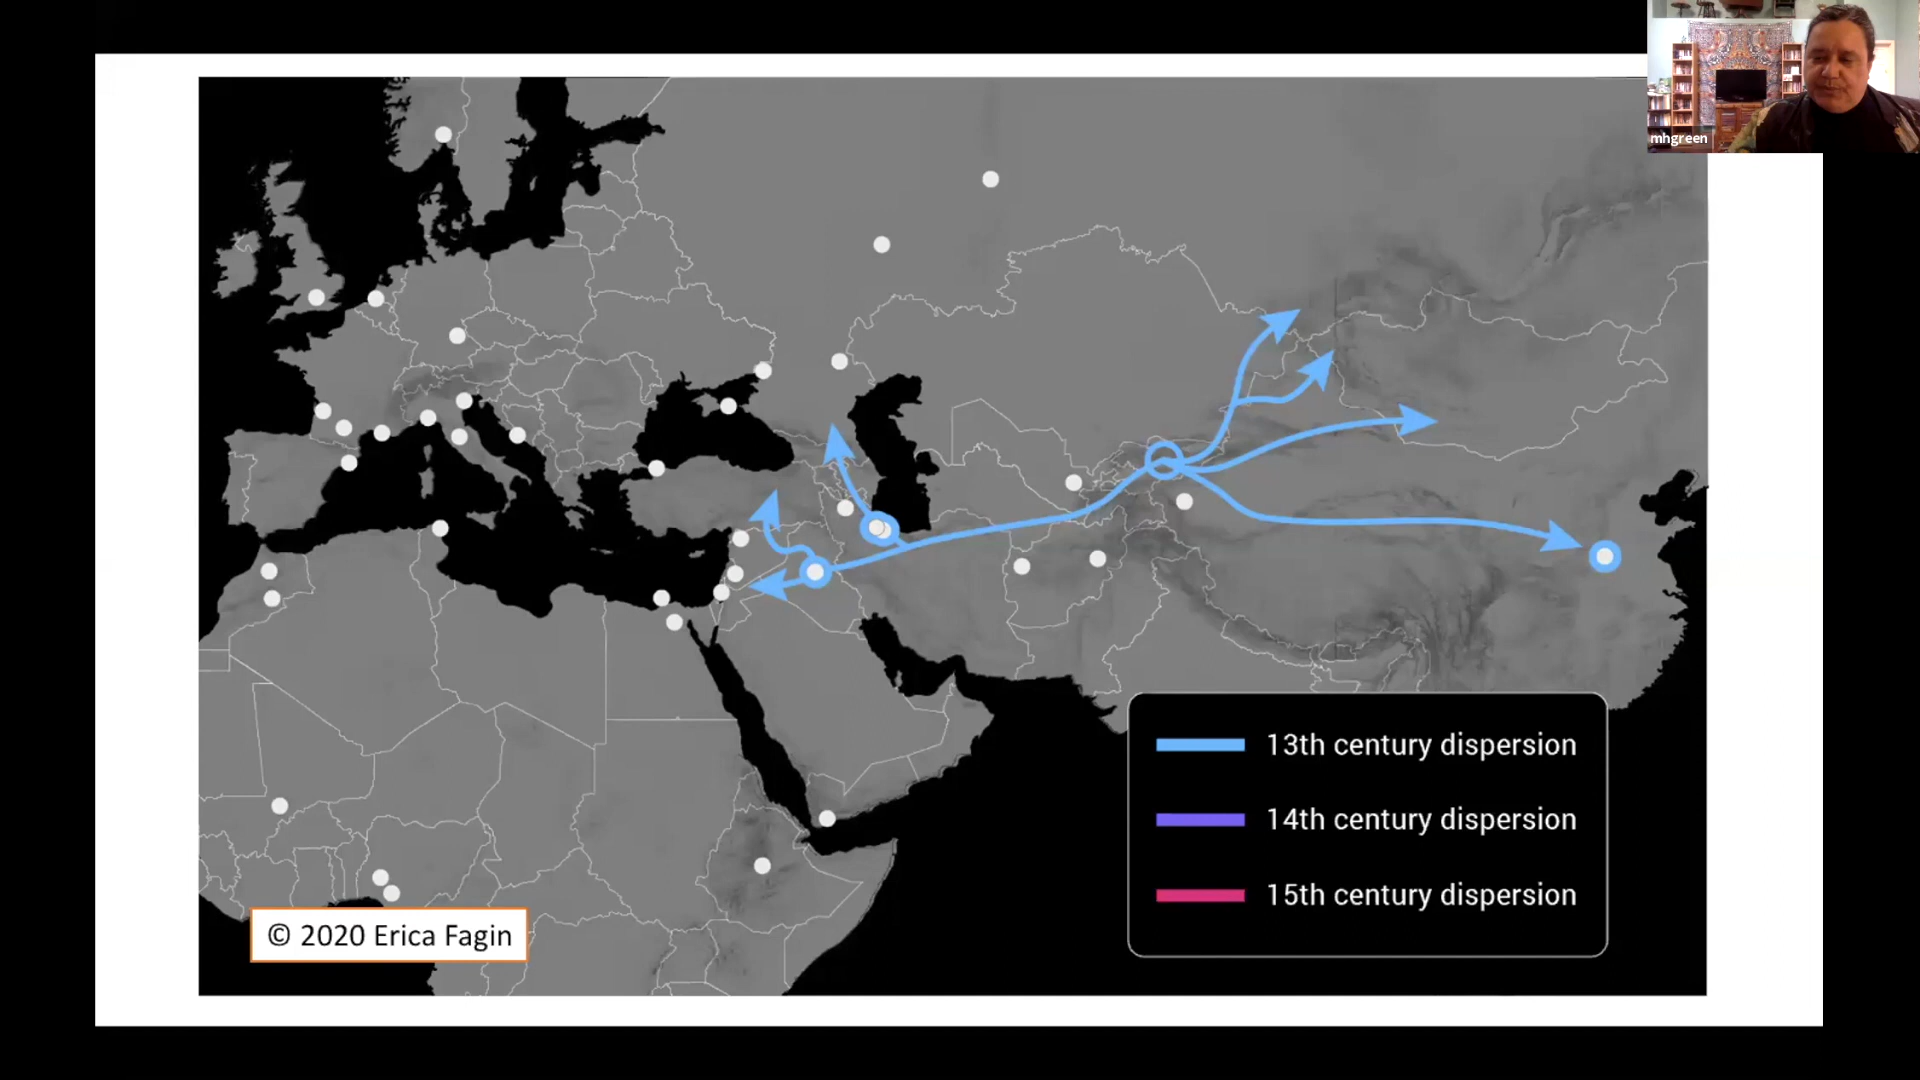 mhgreen
13th century dispersion
14th century dispersion
15th century dispersion
© 2020 Erica Fagin